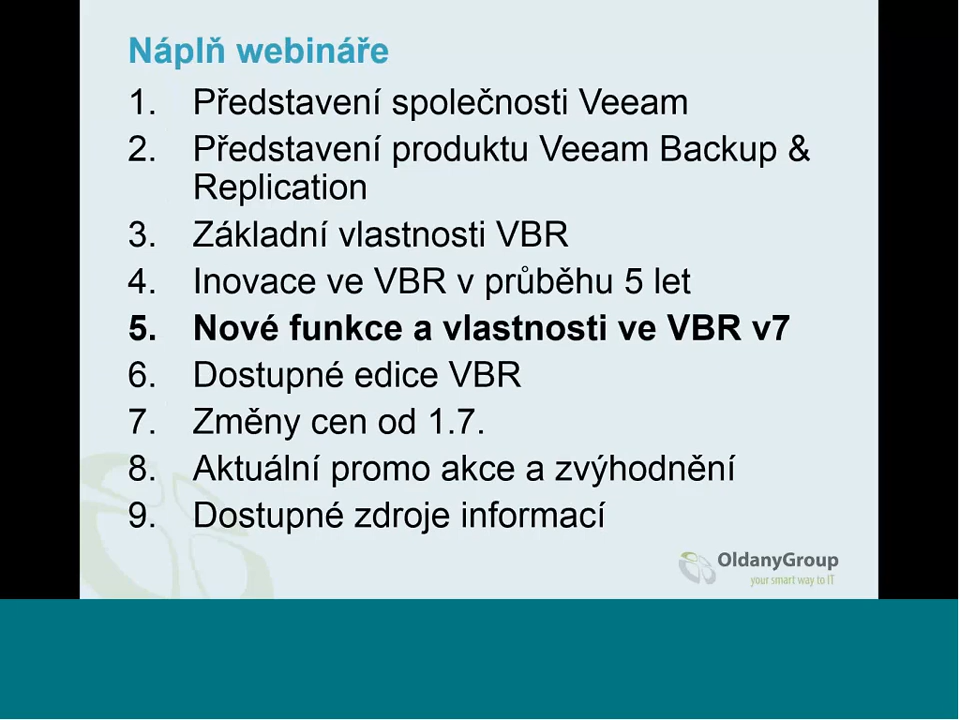 Náplň webináře
1. Představení společnosti Veeam
2. Představení produktu Veeam Backup &
Replication
3. Základní vlastnosti VBR
4. Inovace ve VBR v průběhu 5 let
5. Nové funkce a vlastnosti ve VBR v7
6. Dostupné edice VBR
7. Změny cen od 1.7.
8. Aktuální promo akce a zvýhodnění
9. Dostupné zdroje informací
OldanyGroup
your smart way to IT